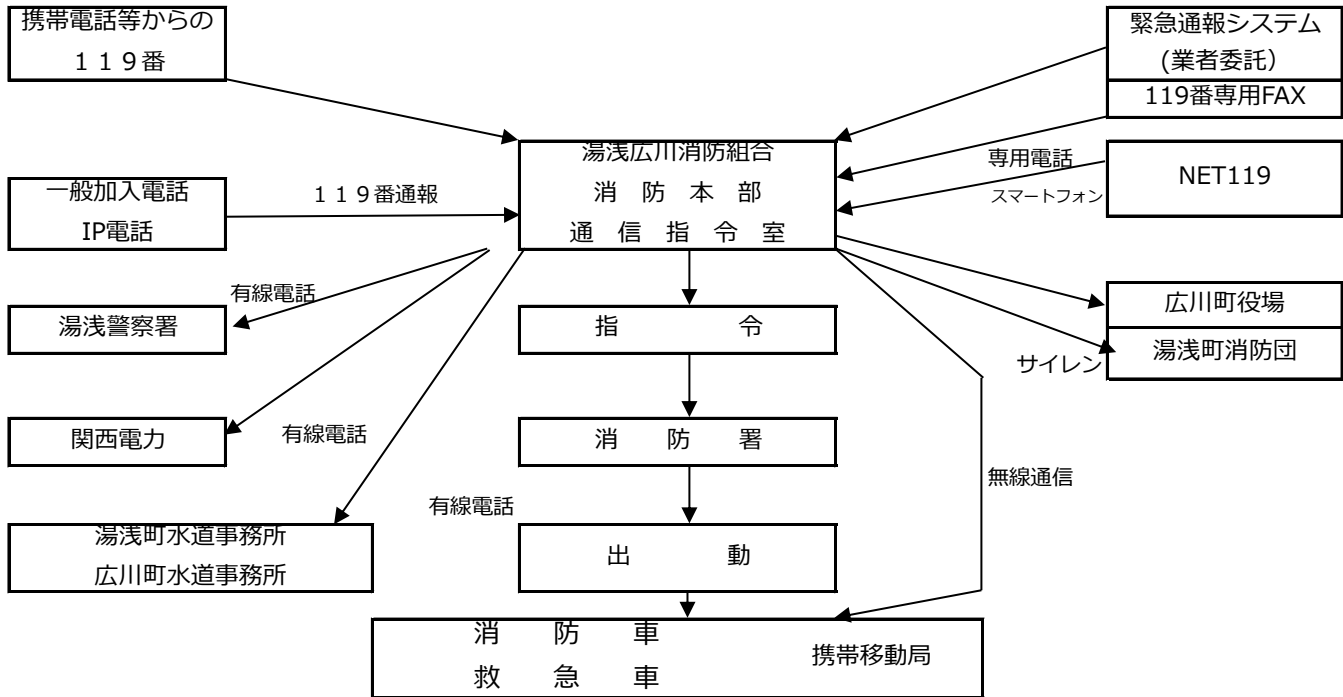 携帯電話等からの
１１９番
緊急通報システム
(業者委託）
119番専用FAX
湯浅広川消防組合
消　防　本　部
通　信　指　令　室
専用電話
スマートフォン
NET119
一般加入電話
IP電話
１１９番通報
有線電話
湯浅警察署
指　　　　令
広川町役場
湯浅町消防団
サイレン
関西電力
有線電話
消　　防　　署
無線通信
有線電話
湯浅町水道事務所
広川町水道事務所
出　　　　動
消　　防　　車
救　　急　　車
携帯移動局